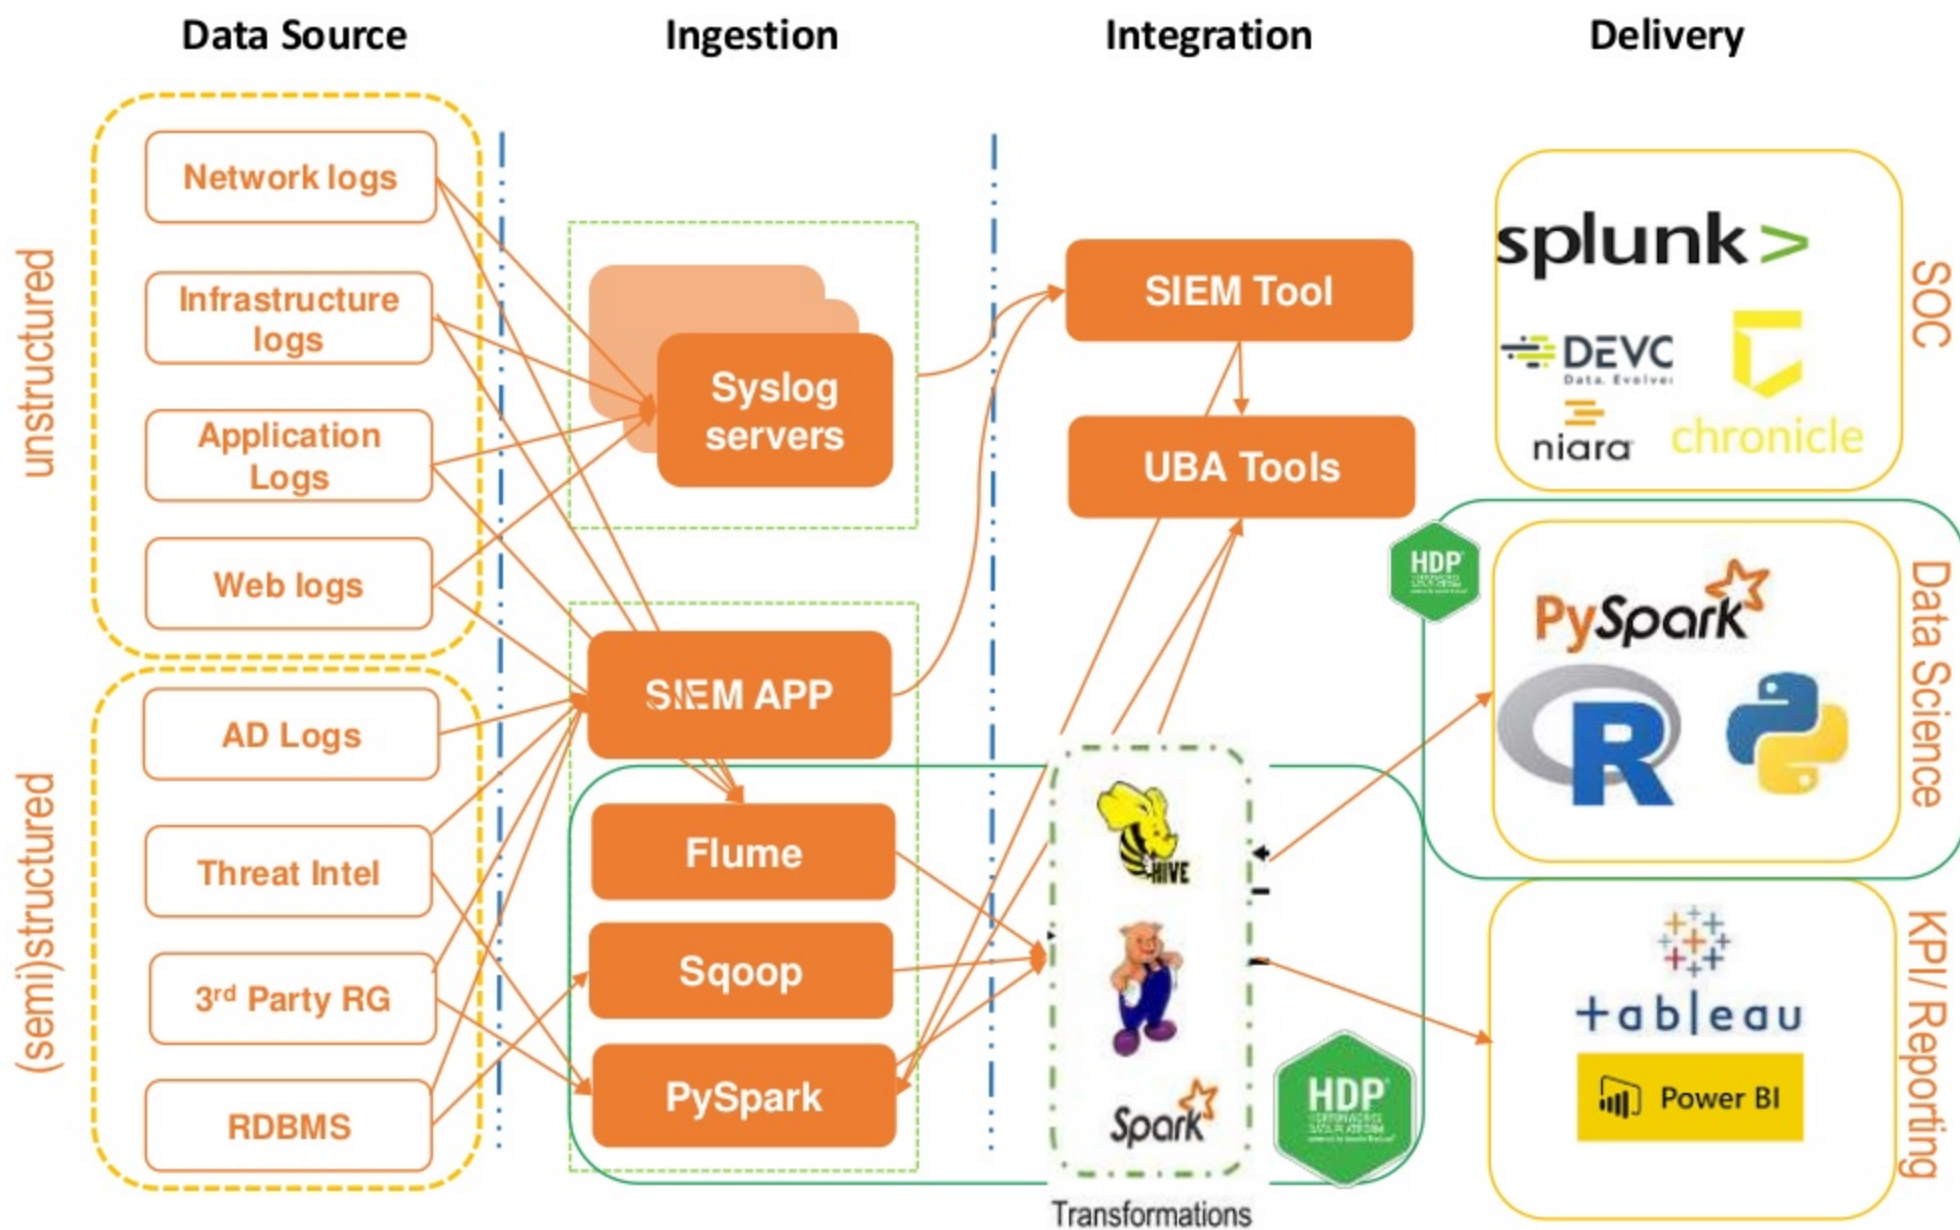 Data Source
Ingestion
Integration
Delivery
unstructured
Network logs
Infrastructure
logs
Application
Logs
Web logs
(semi)structured
AD Logs
Threat Intel
3rd Party RG
RDBMS
Syslog
servers
SIEM APP
Flume
Sqoop
PySpark
SIEM Tool
UBA Tools
HIVE
Spark
Transformations
HDP
splunk>
DEVC
Data. Evolve
niara
chronicle
SOC
HDP
PySpark
R
Data Science
+ableau
Power BI
KPI/ Reporting